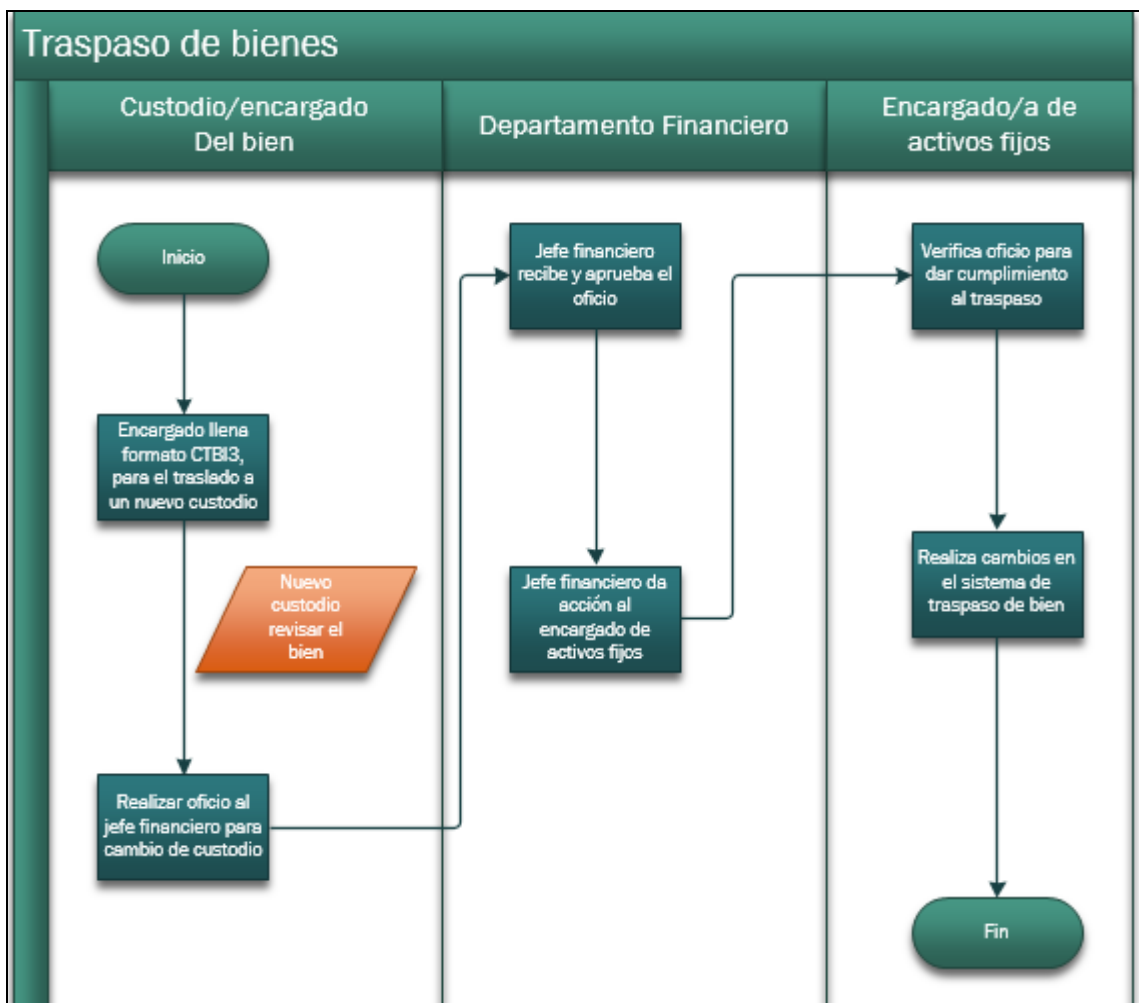 Traspaso de bienes
Custodio/encargado
Del bien
Departamento Financiero
Encargado/a de
activos fijos
Inicio
Encargado llena
formato CTBI3,
para el traslado a
un nuevo custodio
Nuevo
custodio
revisar el
bien
Realizar oficio al
jefe financiero para
cambio de custodio
Jefe financiero
recibe y aprueba el
oficio
Jefe financiero da
acción al
encargado de
activos fijos
Verifica oficio para
dar cumplimiento
al traspaso
Realiza cambios en
el sistema de
traspaso de bien
Fin